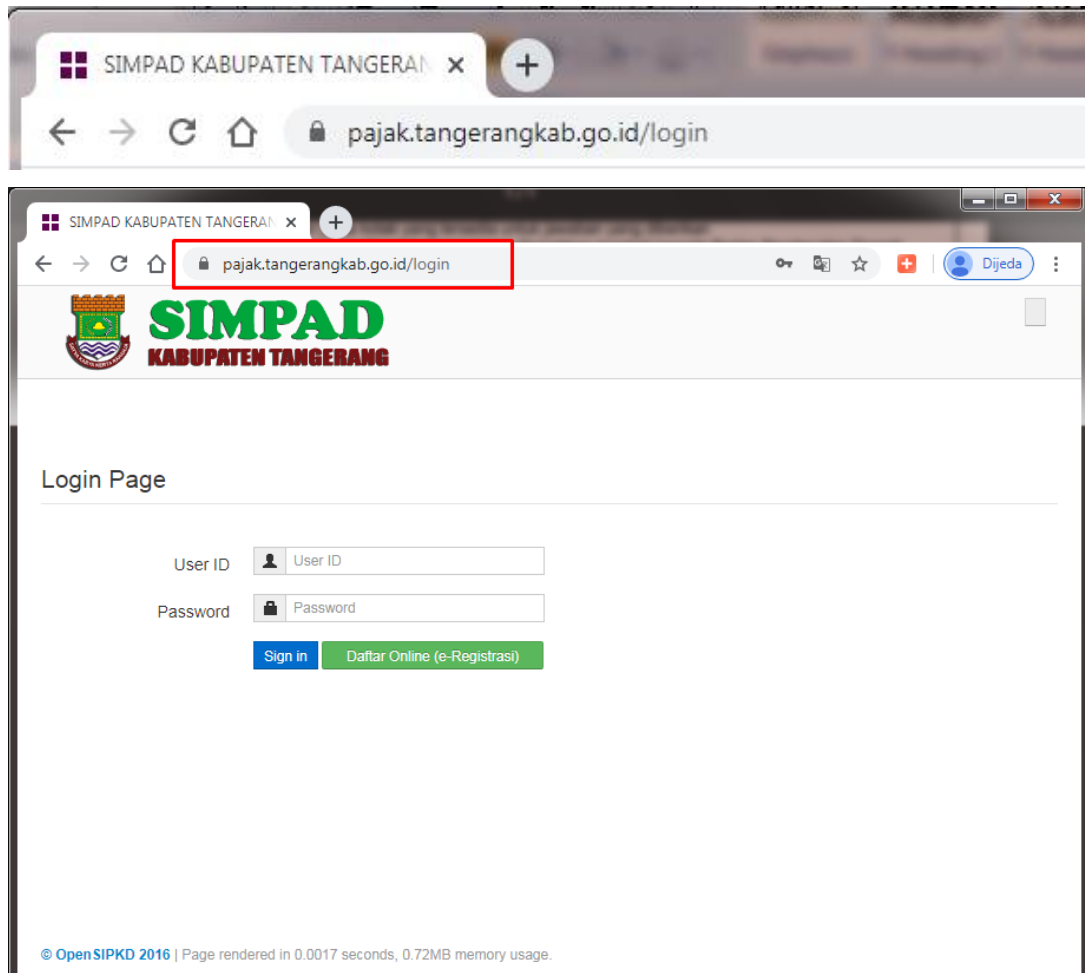 SIMPAD KABUPATEN TANGERAN
pajak.tangerangkab.go.id/login
SIMPAD KABUPATEN TANGERAN
pajak.tangerangkab.go.id/login
Dijeda
SIMPAD
KABUPATEN TANGERANG
Login Page
User ID
User ID
Password
Password
Sign in
Daftar Online (e-Registrasi)
© OpenSIPKD 2016 | Page rendered in 0.0017 seconds, 0.72MB memory usage.